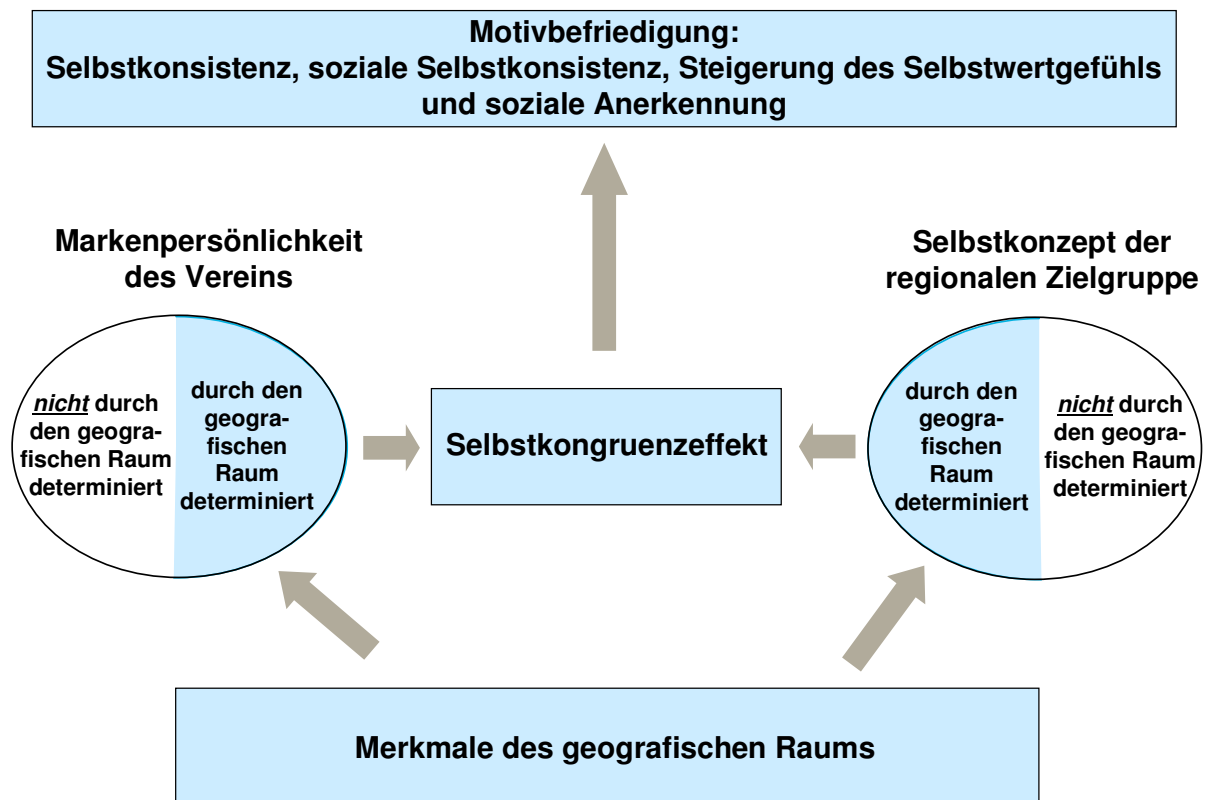 Motivbefriedigung:
Selbstkonsistenz, soziale Selbstkonsistenz, Steigerung des Selbstwertgefühls
und soziale Anerkennung
Markenpersönlichkeit
des Vereins
Selbstkonzept der
regionalen Zielgruppe
nicht durch
den geogra-
fischen Raum
determiniert
durch den
geogra-
fischen
Raum
determiniert
Selbstkongruenzeffekt
durch den
geogra-
fischen
Raum
determiniert
nicht durch
den geogra-
fischen Raum
determiniert
Merkmale des geografischen Raums